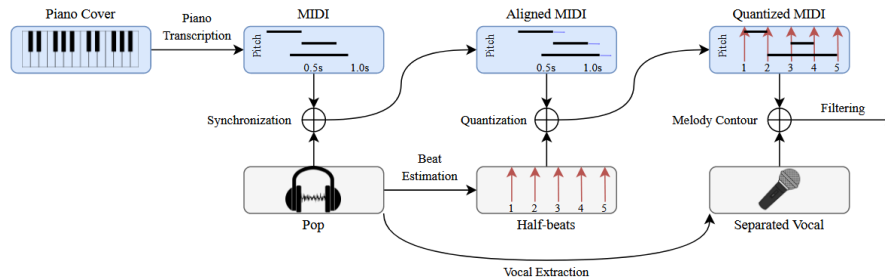 Piano Cover
Piano
Transcription
MIDI
Pitch
0.5s 1.0s
Aligned MIDI
Pitch
0.5s 1.0s
Quantized MIDI
Pitch
1 2 3 4 5
Synchronization
Quantization
Melody Contour
Filtering
Beat
Estimation
1 2 3 4 5
Pop
Half-beats
Separated Vocal
Vocal Extraction